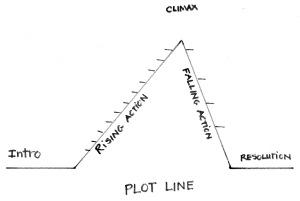 CLIMAX
RISING ACTION
FALLING ACTION
Intro
RESOLUTION
PLOT LINE